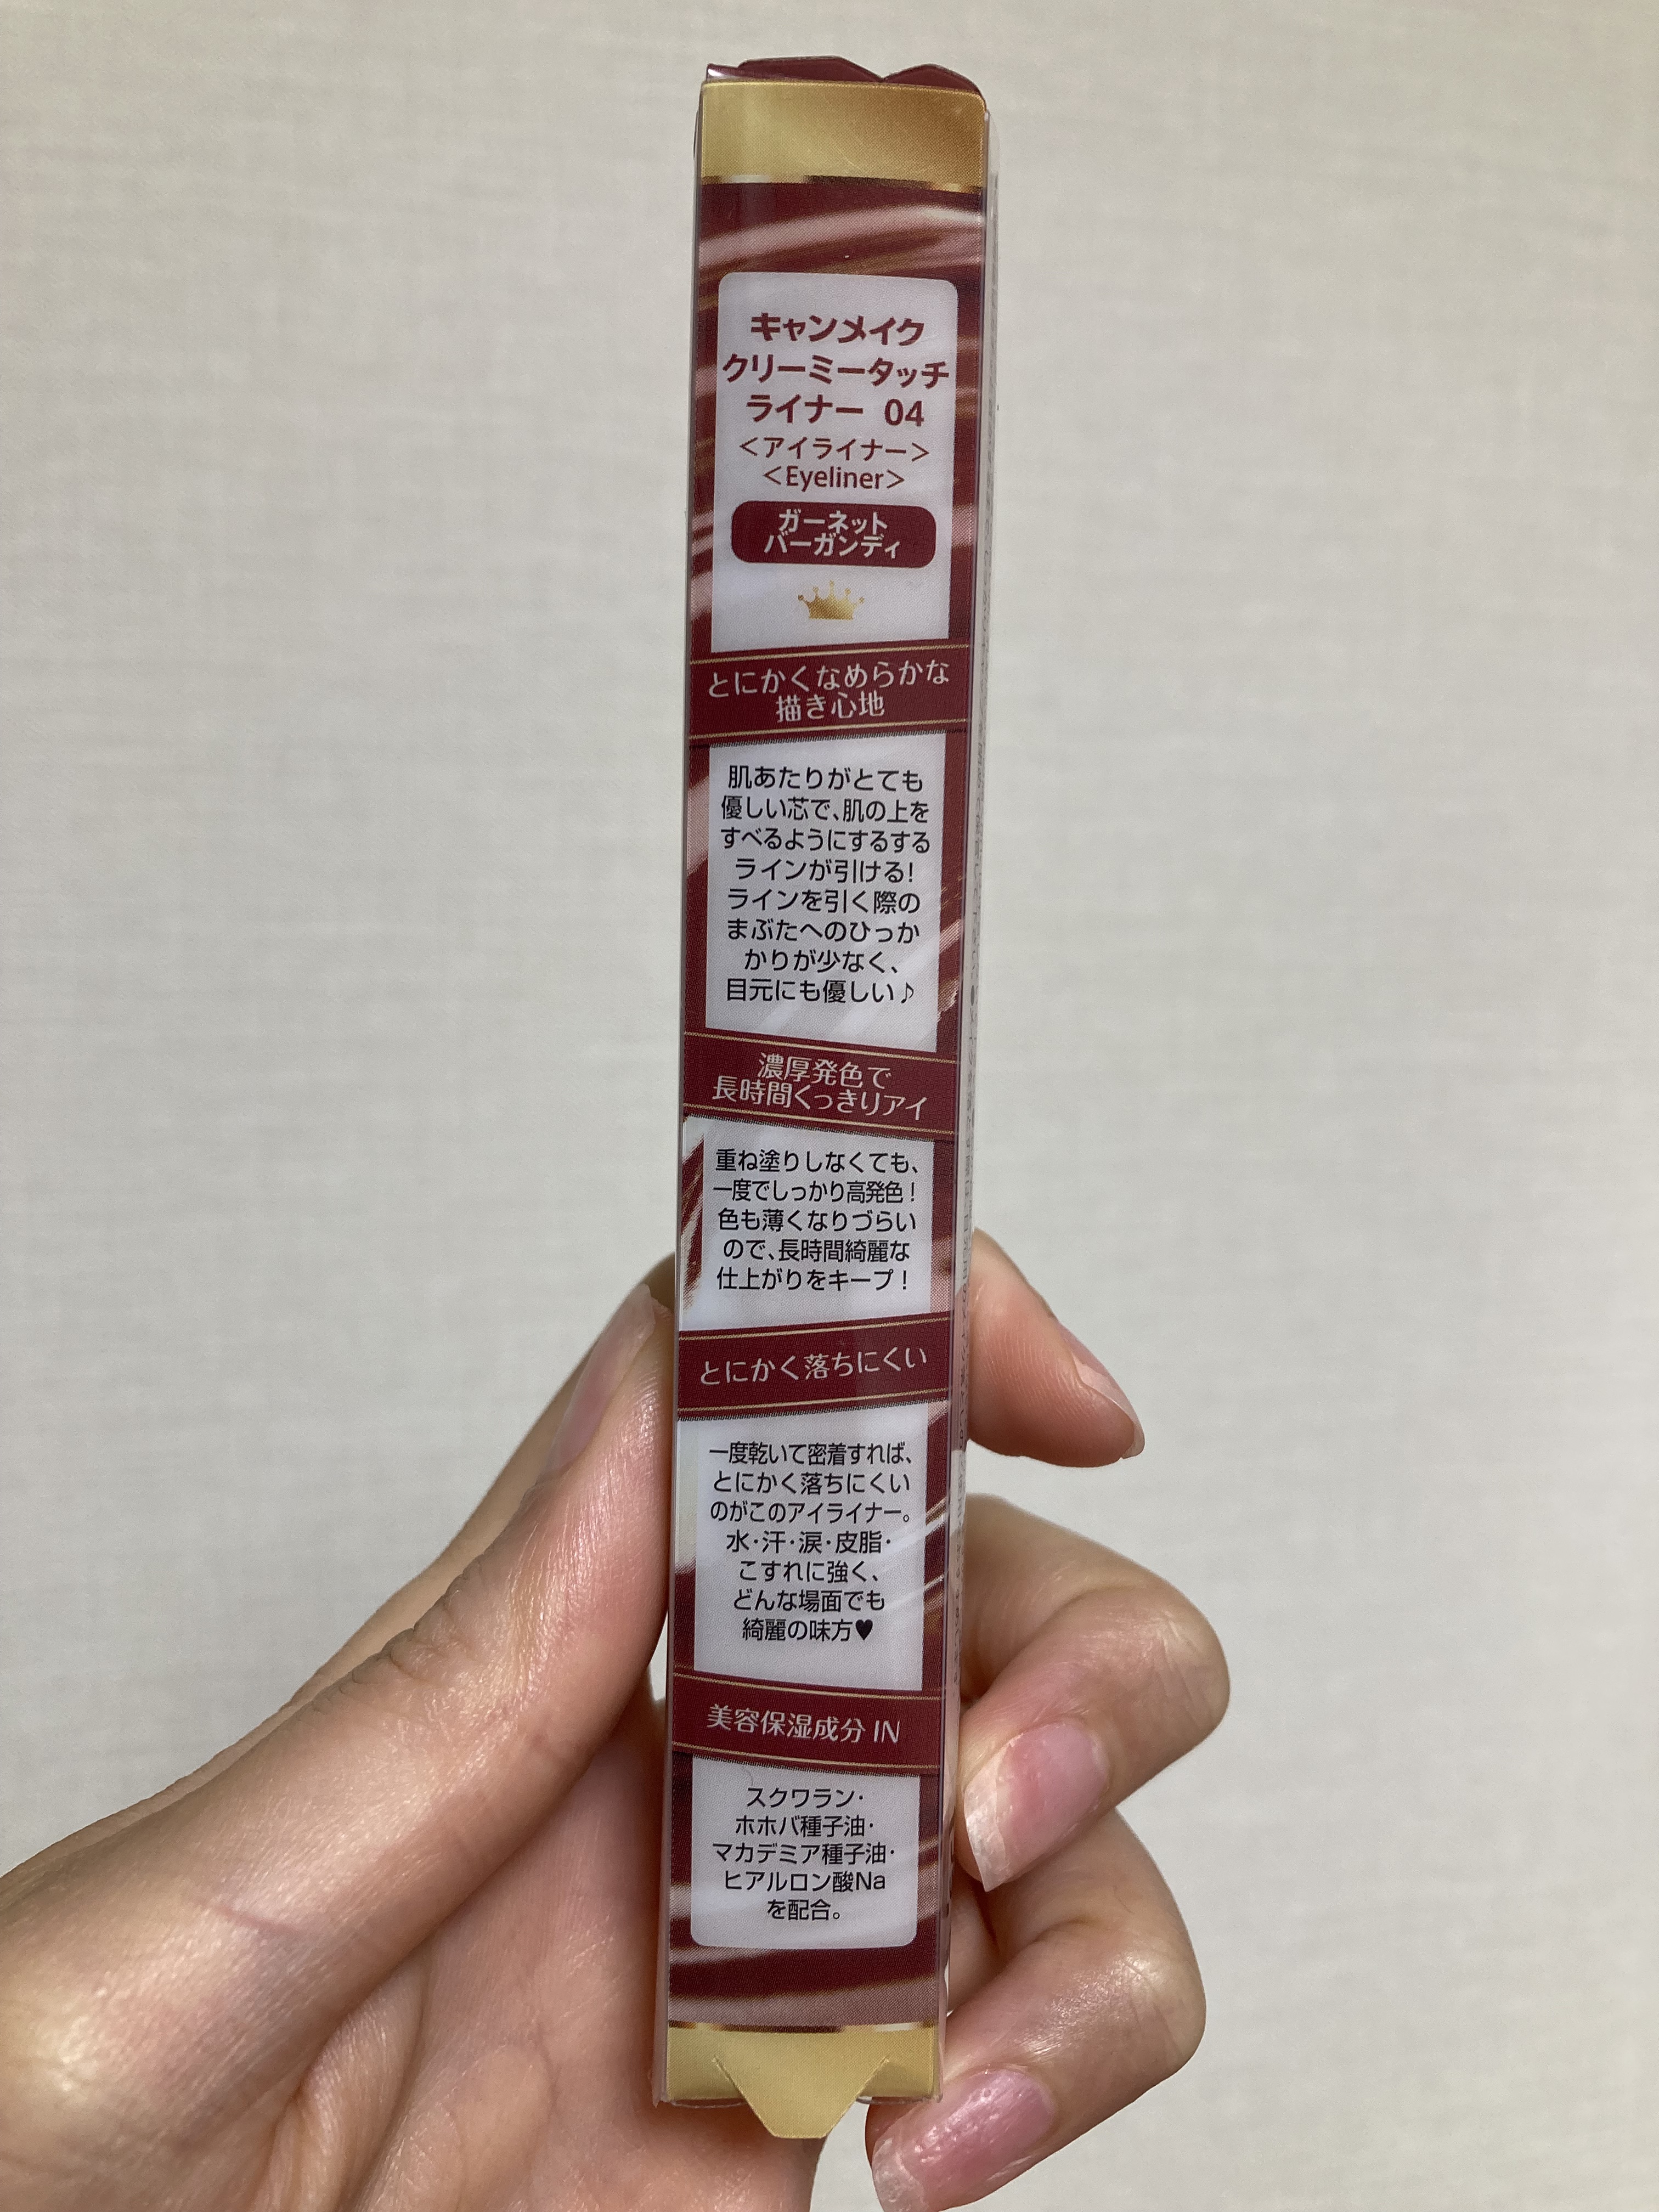 キャンメイク
クリーミータッチ
ライナー 04
＜アイライナー＞
＜Eyeliner＞
ガーネット
バーガンディ
とにかくなめらかな
描き心地
肌あたりがとても
優しい芯で、肌の上を
すべるようにするする
ラインが引ける!
ラインを引く際の
まぶたへのひっか
かりが少なく、
目元にも優しい♪
濃厚発色で
長時間くっきりアイ
重ね塗りしなくても、
一度でしっかり高発色!
色も薄くなりづらい
ので、長時間綺麗な
仕上がりをキープ!
とにかく落ちにくい
一度乾いて密着すれば、
とにかく落ちにくい
のがこのアイライナー。
水・汗・涙・皮脂・
こすれに強く、
どんな場面でも
綺麗の味方♥
美容保湿成分 IN
スクワラン・
ホホバ種子油・
マカデミア種子油・
ヒアルロン酸Na
を配合。